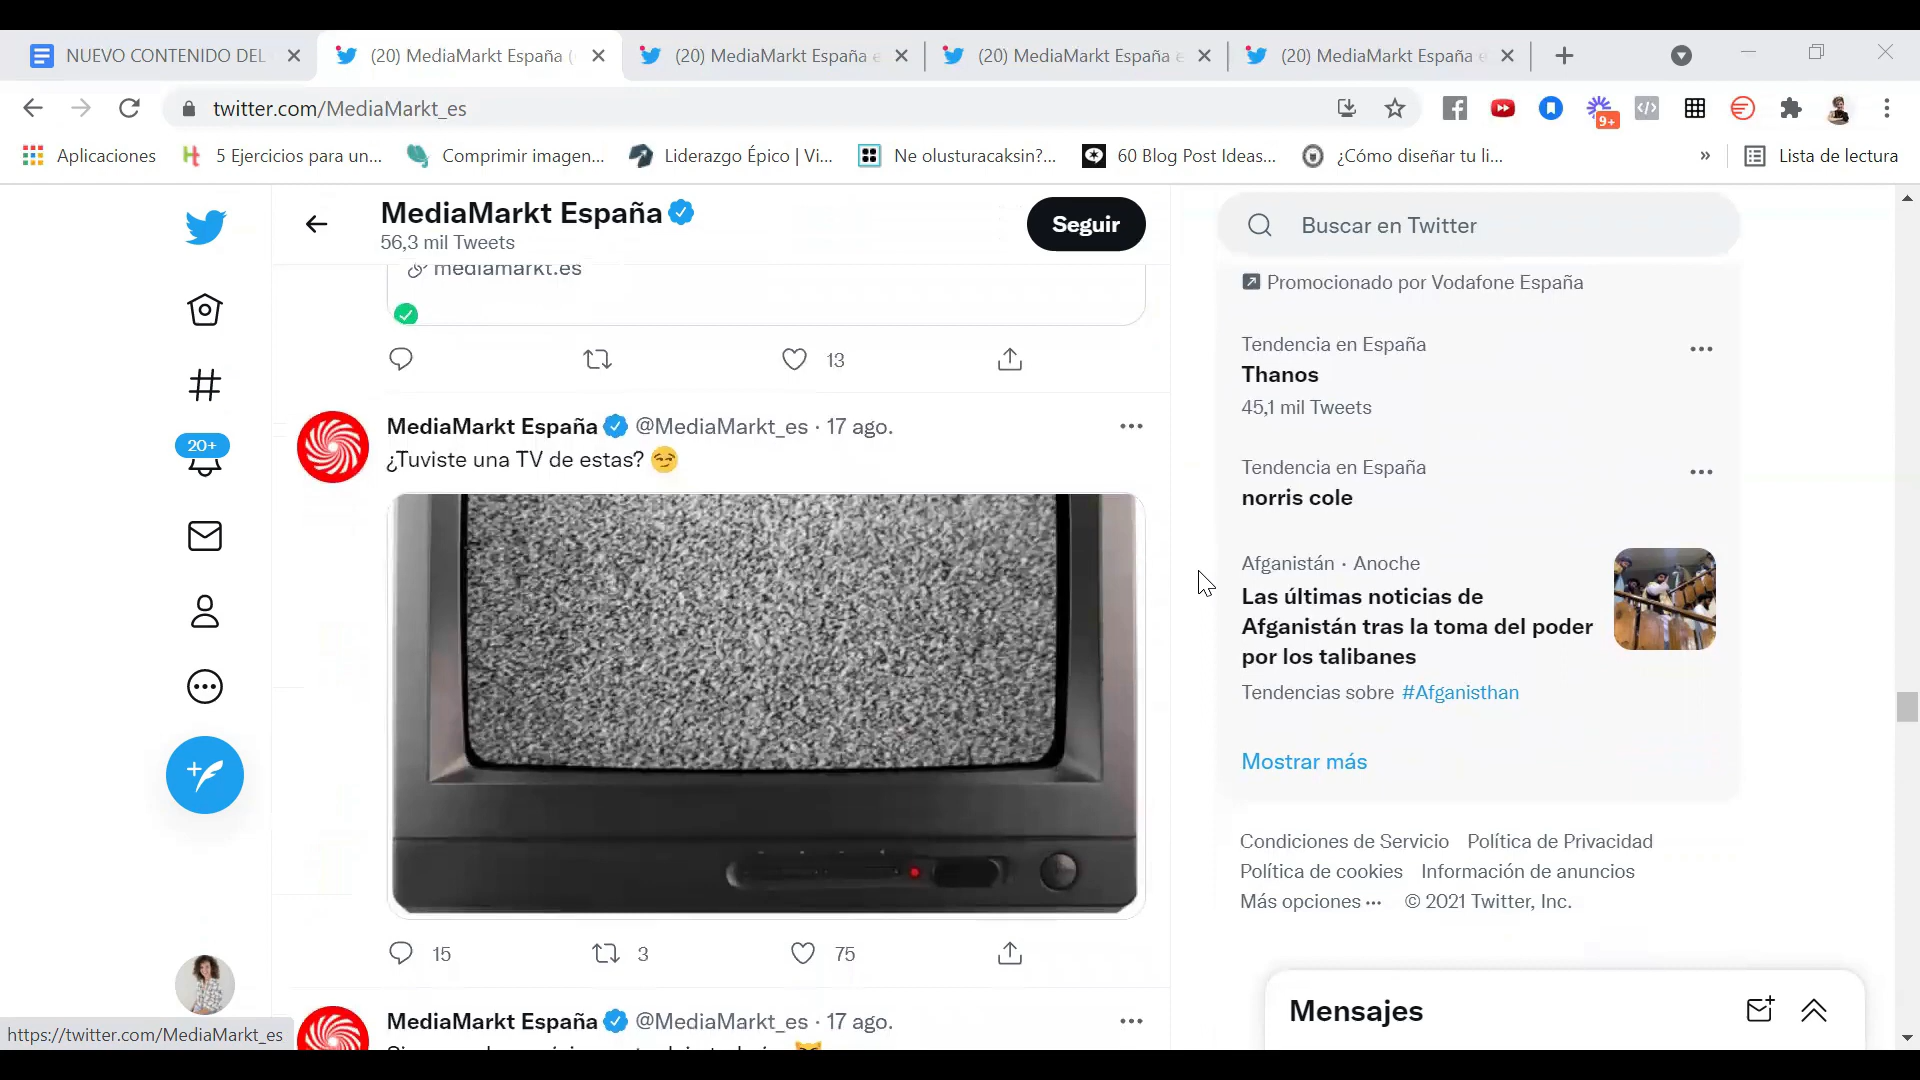 NUEVO CONTENIDO DEL
(20) MediaMarkt España (
(20) MediaMarkt España e
(20) MediaMarkt España e
(20) MediaMarkt España e
twitter.com/MediaMarkt_es
9+
Aplicaciones
5 Ejercicios para un...
Comprimir imagen...
Liderazgo Épico | Vi...
Ne olusturacaksin?...
60 Blog Post Ideas...
¿Cómo diseñar tu li...
»
Lista de lectura
MediaMarkt España
56,3 mil Tweets
Seguir
Buscar en Twitter
mediamarkt.es
13
Promocionado por Vodafone España
Tendencia en España
Thanos
45,1 mil Tweets
20+
MediaMarkt España @MediaMarkt_es · 17 ago.
¿Tuviste una TV de estas? 😏
Tendencia en España
norris cole
Afganistán · Anoche
Las últimas noticias de
Afganistán tras la toma del poder
por los talibanes
Tendencias sobre #Afganisthan
Mostrar más
Condiciones de Servicio Política de Privacidad
Política de cookies Información de anuncios
Más opciones ··· © 2021 Twitter, Inc.
15
3
75
MediaMarkt España @MediaMarkt_es · 17 ago.
Mensajes
https://twitter.com/MediaMarkt_es